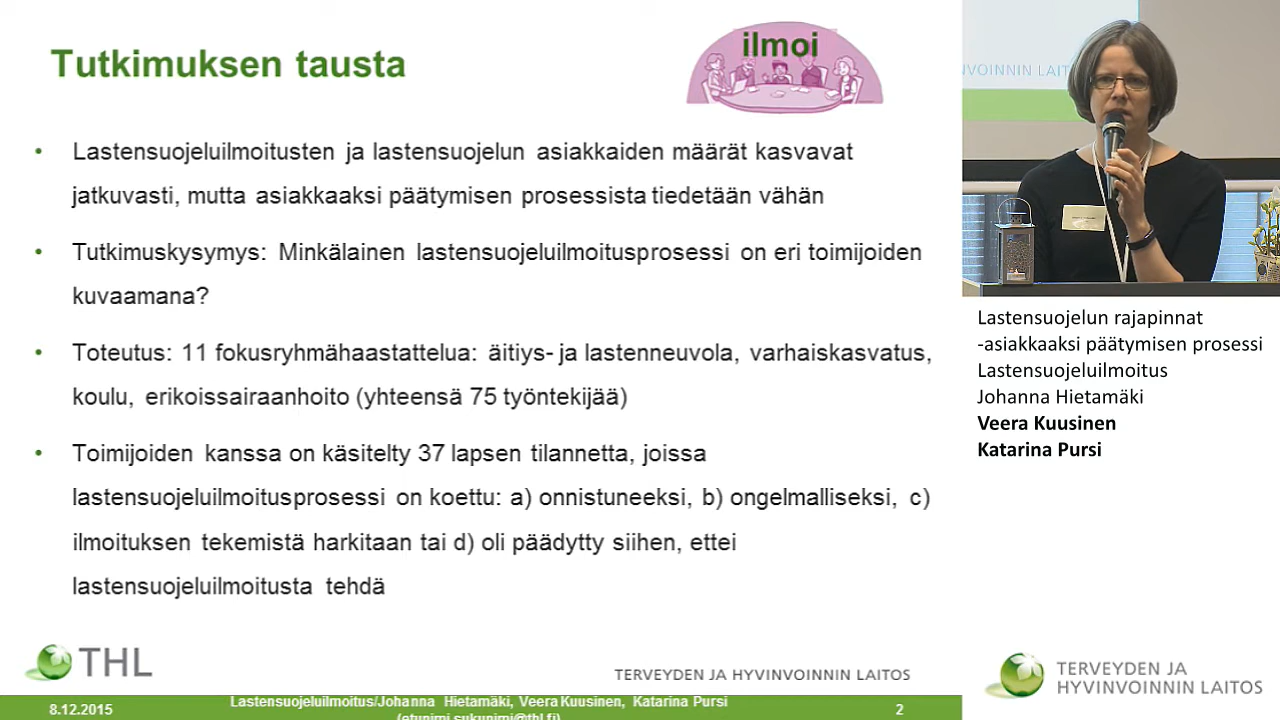 Tutkimuksen tausta
ilmoi
• Lastensuojeluilmoitusten ja lastensuojelun asiakkaiden määrät kasvavat
jatkuvasti, mutta asiakkaaksi päätymisen prosessista tiedetään vähän
• Tutkimuskysymys: Minkälainen lastensuojeluilmoitusprosessi on eri toimijoiden
kuvaamana?
• Toteutus: 11 fokusryhmähaastattelua: äitiys- ja lastenneuvola, varhaiskasvatus,
koulu, erikoissairaanhoito (yhteensä 75 työntekijää)
• Toimijoiden kanssa on käsitelty 37 lapsen tilannetta, joissa
lastensuojeluilmoitusprosessi on koettu: a) onnistuneeksi, b) ongelmalliseksi, c)
ilmoituksen tekemistä harkitaan tai d) oli päädytty siihen, ettei
lastensuojeluilmoitusta tehdä
THL
TERVEYDEN JA HYVINVOINNIN LAITOS
8.12.2015
Lastensuojeluilmoitus/Johanna Hietamäki, Veera Kuusinen, Katarina Pursi
(etunimi.sukunimi@thl.fi)
2
VOINNIN LAIT
Lastensuojelun rajapinnat
-asiakkaaksi päätymisen prosessi
Lastensuojeluilmoitus
Johanna Hietamäki
Veera Kuusinen
Katarina Pursi
TERVEYDEN JA
HYVINVOINNIN LAITOS